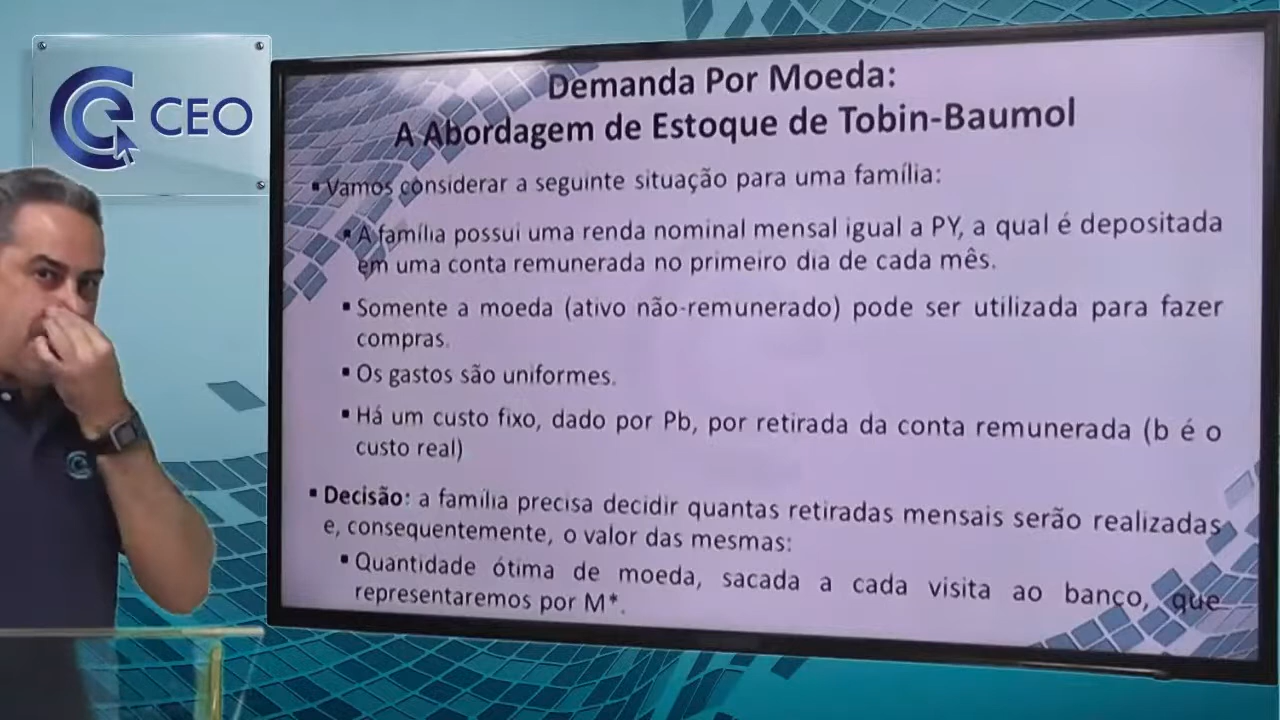 CEO
Demanda Por Moeda:
A Abordagem de Estoque de Tobin-Baumol
▪ Vamos considerar a seguinte situação para uma família:
▪ A família possui uma renda nominal mensal igual a PY, a qual é depositada
em uma conta remunerada no primeiro dia de cada mês.
▪ Somente a moeda (ativo não-remunerado) pode ser utilizada para fazer
compras.
▪ Os gastos são uniformes.
▪ Há um custo fixo, dado por Pb, por retirada da conta remunerada (b é o
custo real)
▪ Decisão: a família precisa decidir quantas retiradas mensais serão realizadas
e, consequentemente, o valor das mesmas:
▪ Quantidade ótima de moeda, sacada a cada visita ao banco, que
representaremos por M*.